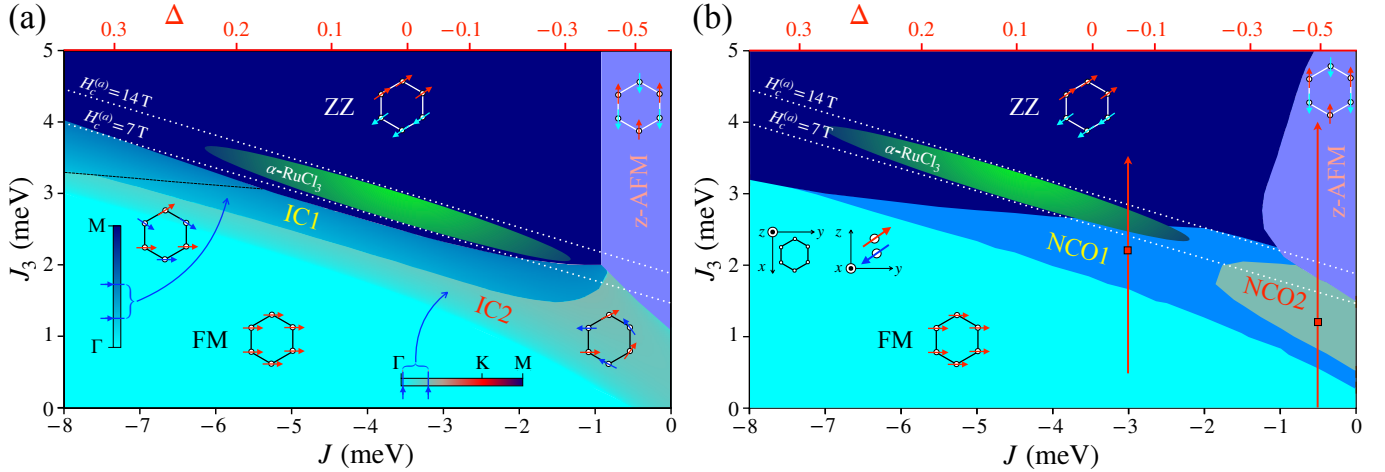 (a)
Δ
0.3 0.2 0.1 0 −0.1 −0.3 −0.5
5
4
3
2
1
0
J₃ (meV)
H_c^(a) = 14 T
H_c^(a) = 7 T
ZZ
α-RuCl₃
z-AFM
IC1
IC2
M
Γ
FM
Γ K M
−8 −7 −6 −5 −4 −3 −2 −1 0
J (meV)
(b)
Δ
0.3 0.2 0.1 0 −0.1 −0.3 −0.5
5
4
3
2
1
0
J₃ (meV)
H_c^(a) = 14 T
H_c^(a) = 7 T
ZZ
α-RuCl₃
z-AFM
z y
x
z
x y
NCO1
NCO2
FM
−8 −7 −6 −5 −4 −3 −2 −1 0
J (meV)